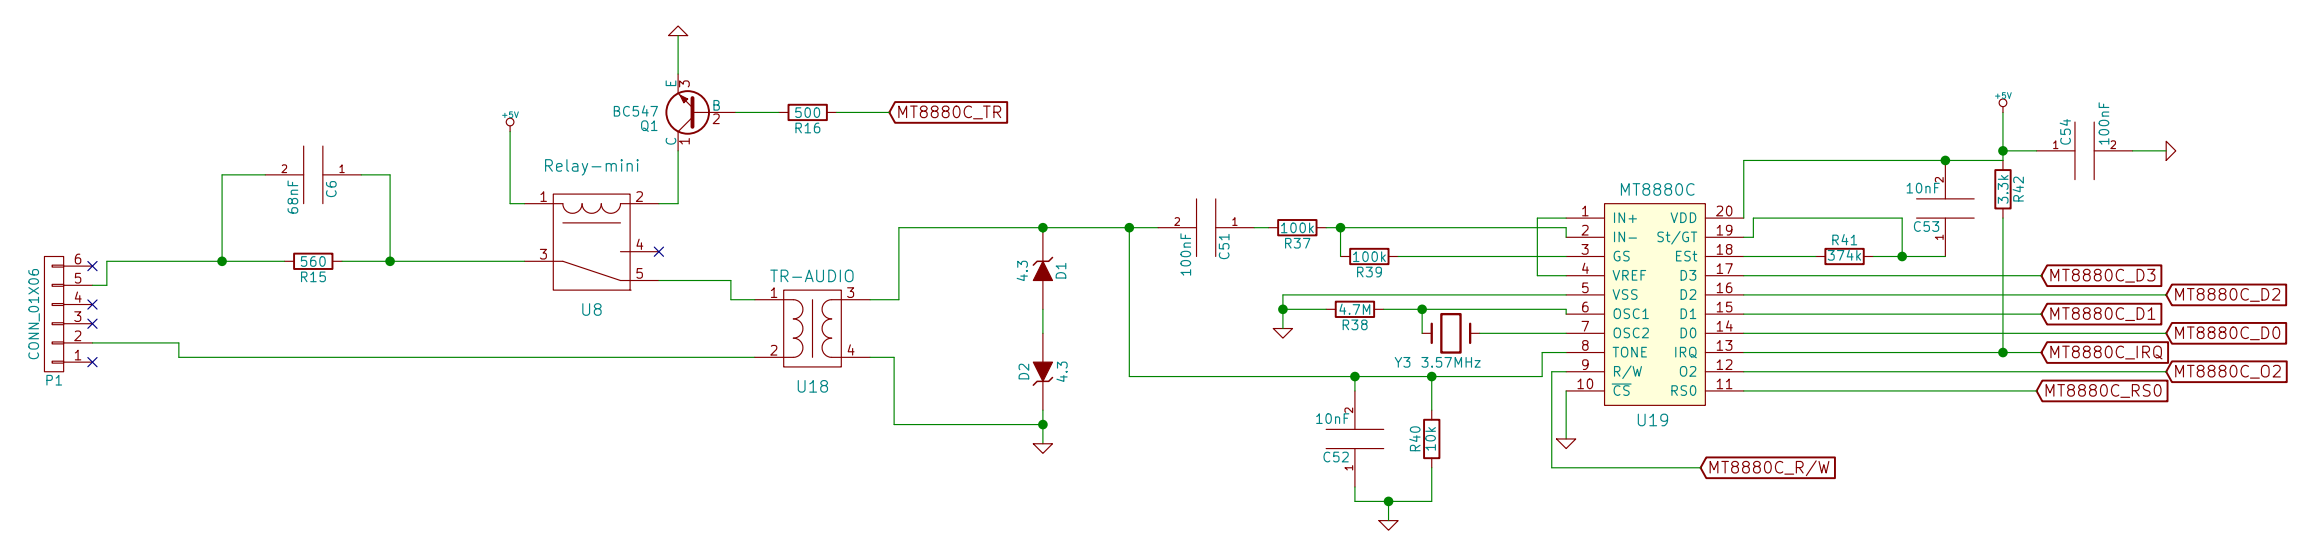 CONN_01X06
P1
6
5
4
3
2
1
2
1
68nF
C6
560
R15
+5V
Relay-mini
1
2
3
4
5
U8
BC547
Q1
E
3
B
2
C
1
500
R16
MT8880C_TR
TR-AUDIO
1
2
3
4
U18
4.3
D1
D2
4.3
2
1
100nF
C51
100k
R37
100k
R39
4.7M
R38
Y3 3.57MHz
10nF
2
C52
1
R40
10k
MT8880C
1 IN+ VDD 20
2 IN- St/GT 19
3 GS ESt 18
4 VREF D3 17
5 VSS D2 16
6 OSC1 D1 15
7 OSC2 D0 14
8 TONE IRQ 13
9 R/W O2 12
10 CS RS0 11
U19
MT8880C_R/W
R41
374k
10nF
2
C53
1
+5V
3.3k
R42
C54
100nF
1
2
MT8880C_D3
MT8880C_D2
MT8880C_D1
MT8880C_D0
MT8880C_IRQ
MT8880C_O2
MT8880C_RS0